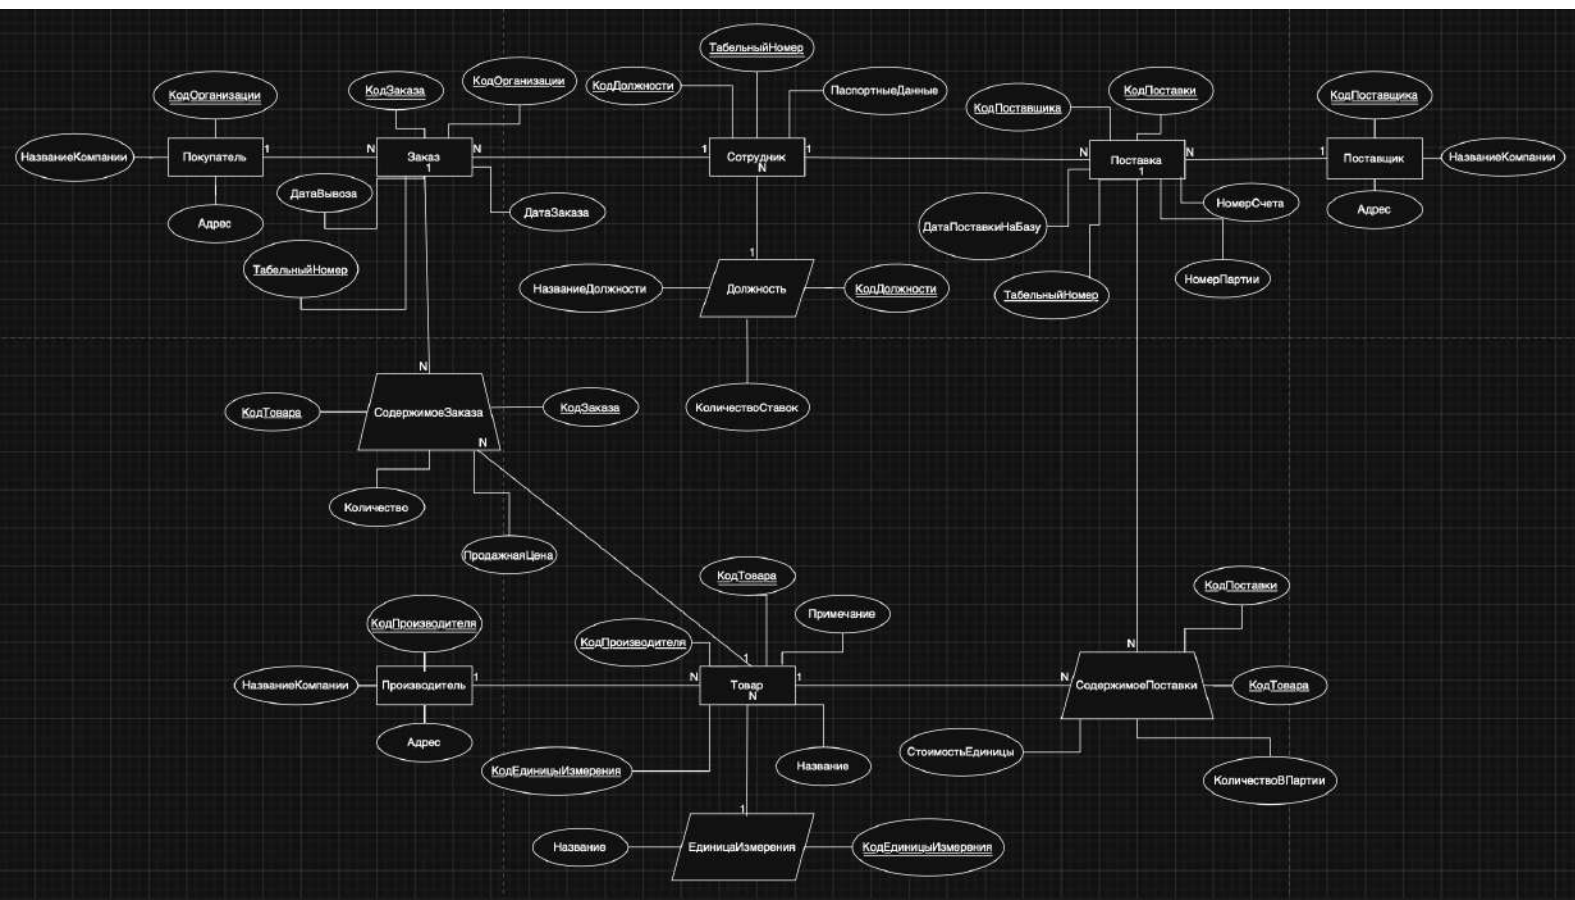 ТабельныйНомер
КодОрганизации
КодЗаказа
КодОрганизации
КодДолжности
ПаспортныеДанные
КодПоставщика
КодПоставки
КодПоставщика
НазваниеКомпании
Покупатель
1
N
Заказ
1
N
1
Сотрудник
N
1
N
Поставка
1
N
1
Поставщик
НазваниеКомпании
ДатаВывоза
Адрес
ДатаЗаказа
ДатаПоставкиНаБазу
НомерСчета
Адрес
ТабельныйНомер
1
НазваниеДолжности
Должность
КодДолжности
ТабельныйНомер
НомерПартии
N
КодТовара
СодержимоеЗаказа
N
КодЗаказа
КоличествоСтавок
Количество
ПродажнаяЦена
КодТовара
КодПоставки
КодПроизводителя
КодПроизводителя
Примечание
НазваниеКомпании
Производитель
1
N
1
Товар
N
1
N
N
СодержимоеПоставки
КодТовара
Адрес
КодЕдиницыИзмерения
Название
СтоимостьЕдиницы
КоличествоВПартии
1
Название
ЕдиницаИзмерения
КодЕдиницыИзмерения